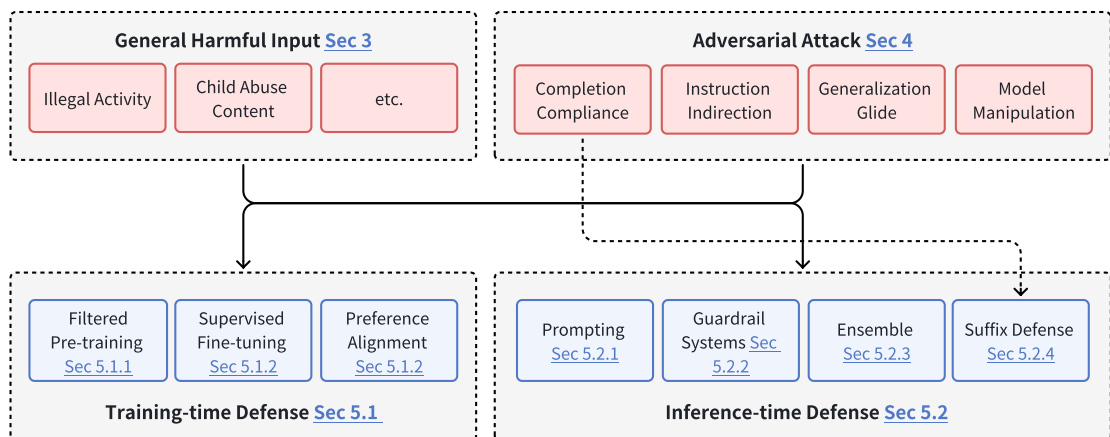 General Harmful Input Sec 3
Illegal Activity
Child Abuse
Content
etc.
Adversarial Attack Sec 4
Completion
Compliance
Instruction
Indirection
Generalization
Glide
Model
Manipulation
Filtered
Pre-training
Sec 5.1.1
Supervised
Fine-tuning
Sec 5.1.2
Preference
Alignment
Sec 5.1.2
Training-time Defense Sec 5.1
Prompting
Sec 5.2.1
Guardrail
Systems Sec
5.2.2
Ensemble
Sec 5.2.3
Suffix Defense
Sec 5.2.4
Inference-time Defense Sec 5.2